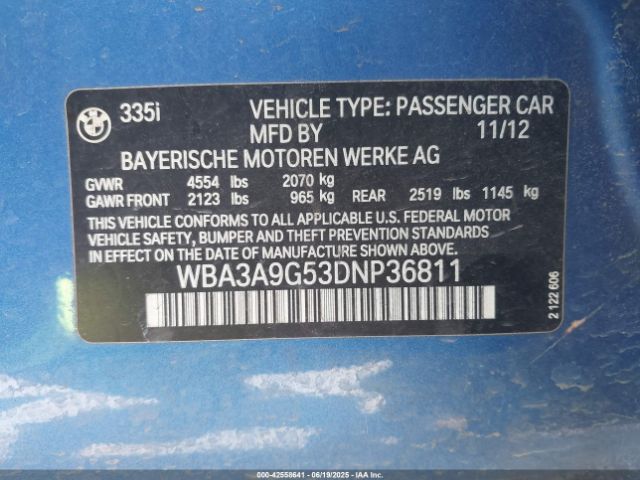 BMW 335i VEHICLE TYPE: PASSENGER CAR
MFD BY 11/12
BAYERISCHE MOTOREN WERKE AG
GVWR 4554 lbs 2070 kg
GAWR FRONT 2123 lbs 965 kg REAR 2519 lbs 1145 kg
THIS VEHICLE CONFORMS TO ALL APPLICABLE U.S. FEDERAL MOTOR
VEHICLE SAFETY, BUMPER AND THEFT PREVENTION STANDARDS
IN EFFECT ON THE DATE OF MANUFACTURE SHOWN ABOVE.
WBA3A9G53DNP36811
2 122 606
000-42558641 - 06/19/2025 - IAAI.COM